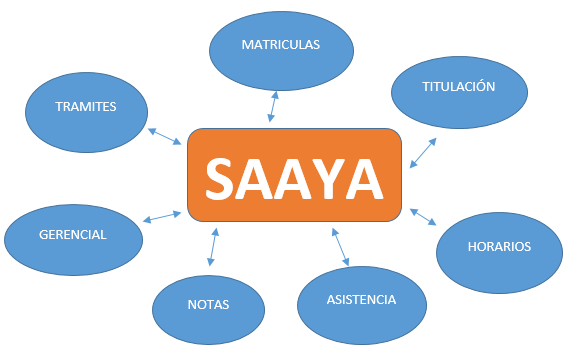 MATRICULAS
TITULACIÓN
TRAMITES
SAAYA
GERENCIAL
HORARIOS
NOTAS
ASISTENCIA